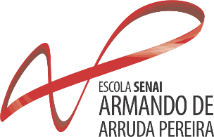 ESCOLA SENAI
ARMANDO DE
ARRUDA PEREIRA